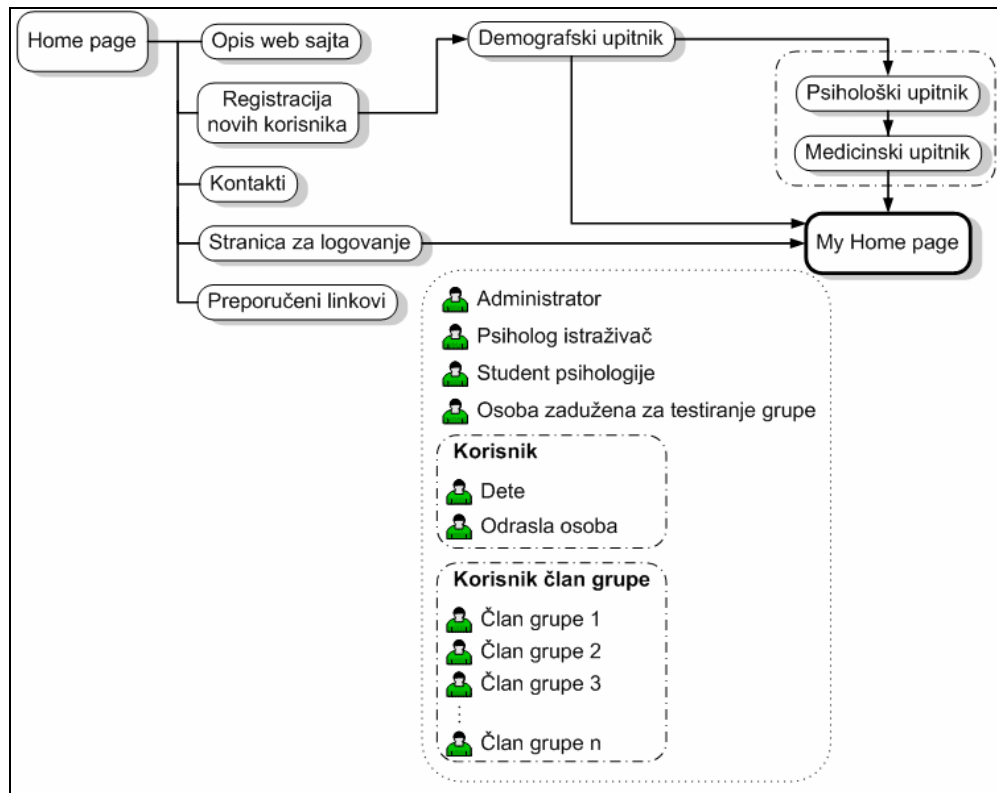 Home page
Opis web sajta
Registracija
novih korisnika
Kontakti
Stranica za logovanje
Preporučeni linkovi
Demografski upitnik
Psihološki upitnik
Medicinski upitnik
My Home page
Administrator
Psiholog istraživač
Student psihologije
Osoba zadužena za testiranje grupe
Korisnik
Dete
Odrasla osoba
Korisnik član grupe
Član grupe 1
Član grupe 2
Član grupe 3
Član grupe n